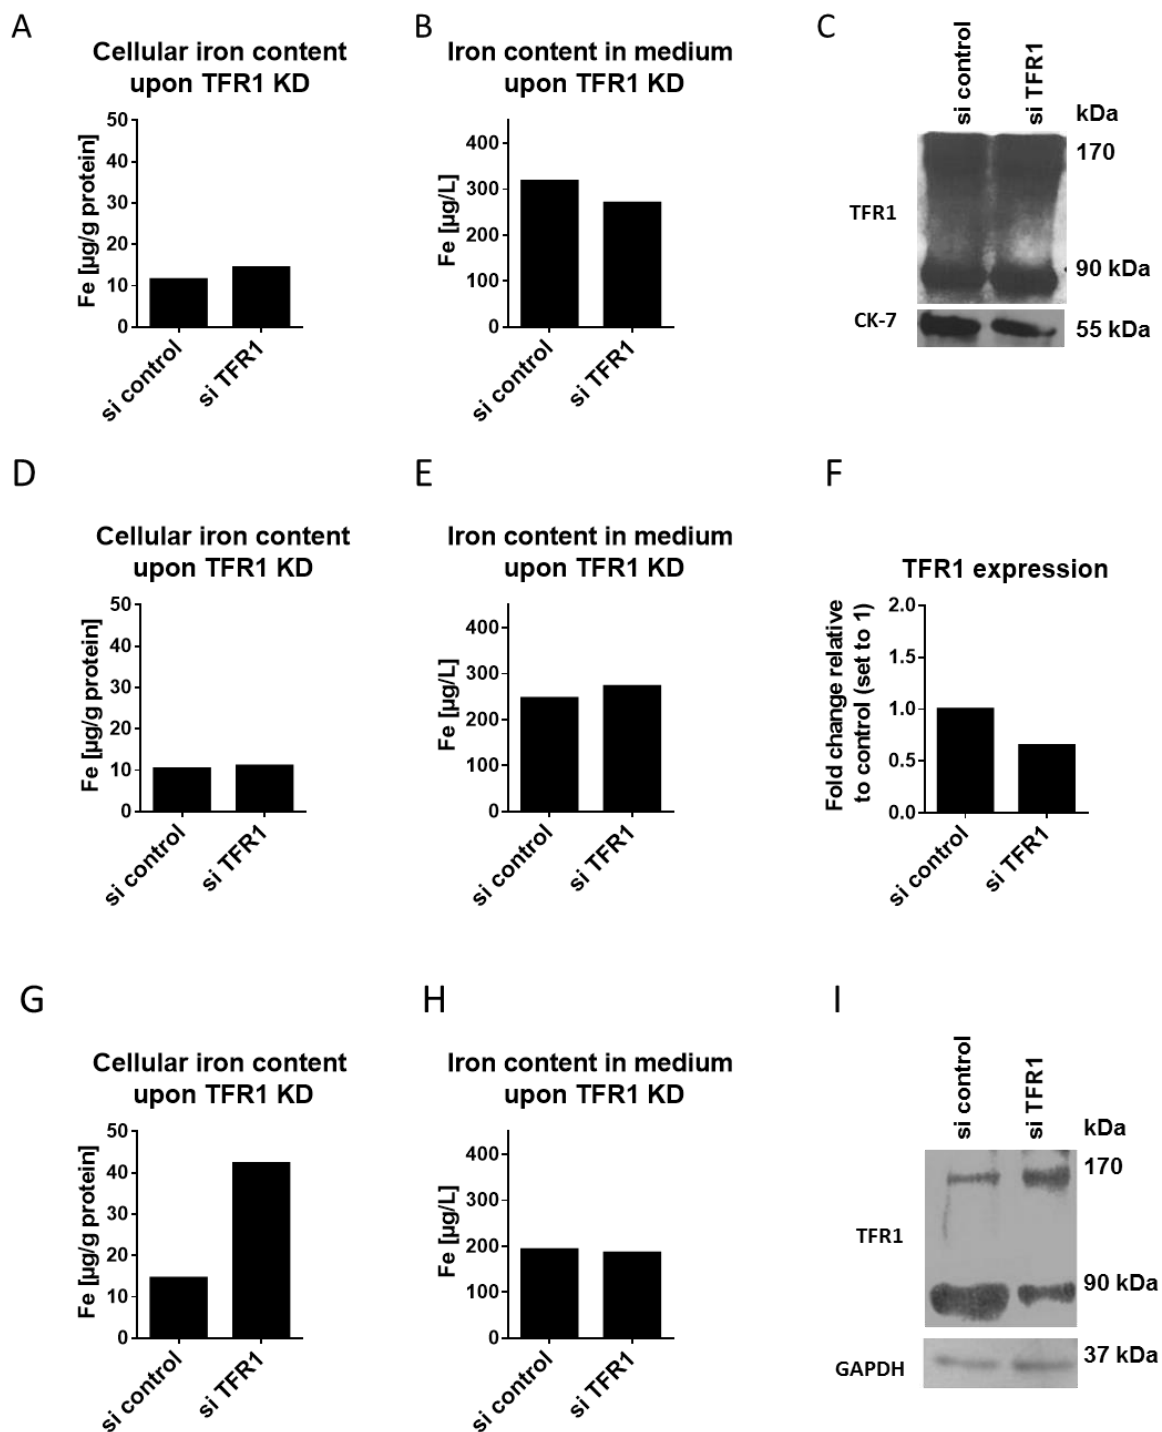 A
Cellular iron content
upon TFR1 KD
Fe [µg/g protein]
50
40
30
20
10
0
si control
si TFR1
B
Iron content in medium
upon TFR1 KD
Fe [µg/L]
400
300
200
100
0
si control
si TFR1
C
si control
si TFR1
kDa
170
TFR1
90 kDa
CK-7
55 kDa
D
Cellular iron content
upon TFR1 KD
Fe [µg/g protein]
50
40
30
20
10
0
si control
si TFR1
E
Iron content in medium
upon TFR1 KD
Fe [µg/L]
400
300
200
100
0
si control
si TFR1
F
TFR1 expression
Fold change relative
to control (set to 1)
2.0
1.5
1.0
0.5
0.0
si control
si TFR1
G
Cellular iron content
upon TFR1 KD
Fe [µg/g protein]
50
40
30
20
10
0
si control
si TFR1
H
Iron content in medium
upon TFR1 KD
Fe [µg/L]
400
300
200
100
0
si control
si TFR1
I
si control
si TFR1
kDa
170
TFR1
90 kDa
37 kDa
GAPDH